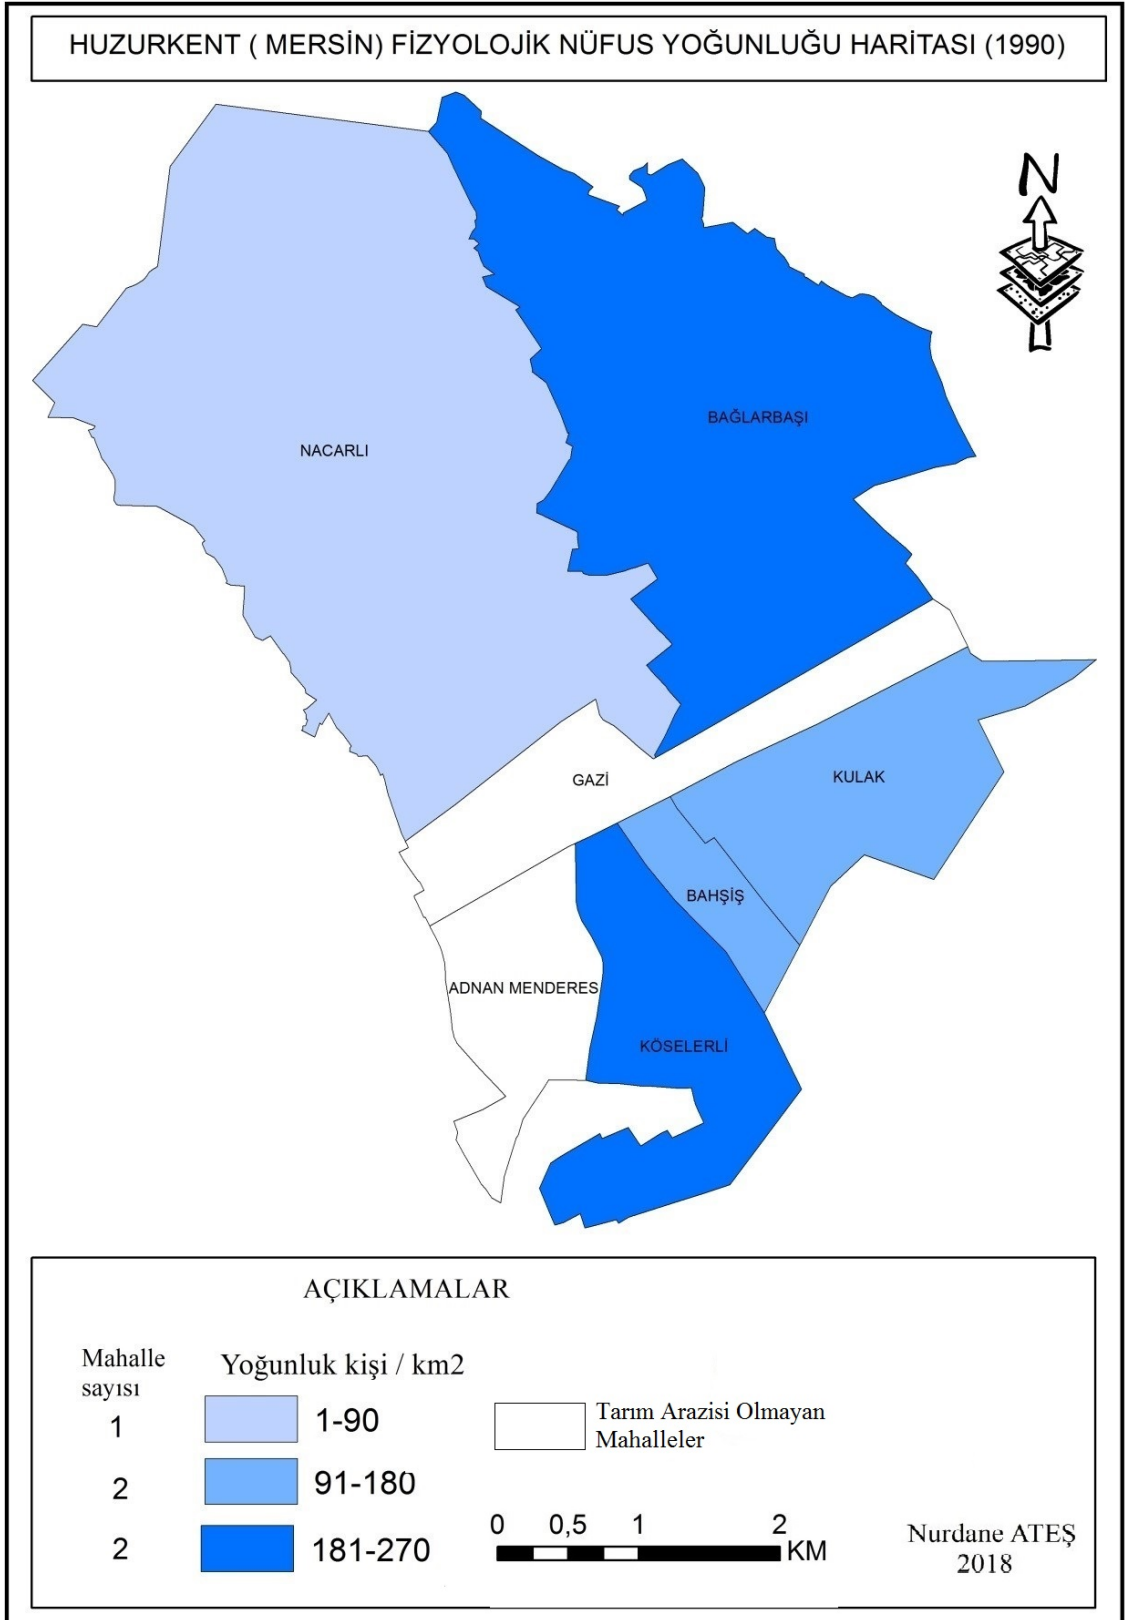 HUZURKENT ( MERSİN) FİZYOLOJİK NÜFUS YOĞUNLUĞU HARİTASI (1990)
N
BAĞLARBAŞI
NACARLI
GAZİ
KULAK
BAHŞİŞ
ADNAN MENDERES
KÖSELERLİ
AÇIKLAMALAR
Mahalle
sayısı
Yoğunluk kişi / km2
1
1-90
Tarım Arazisi Olmayan
Mahalleler
2
91-180
2
181-270
0 0,5 1 2
KM
Nurdane ATEŞ
2018